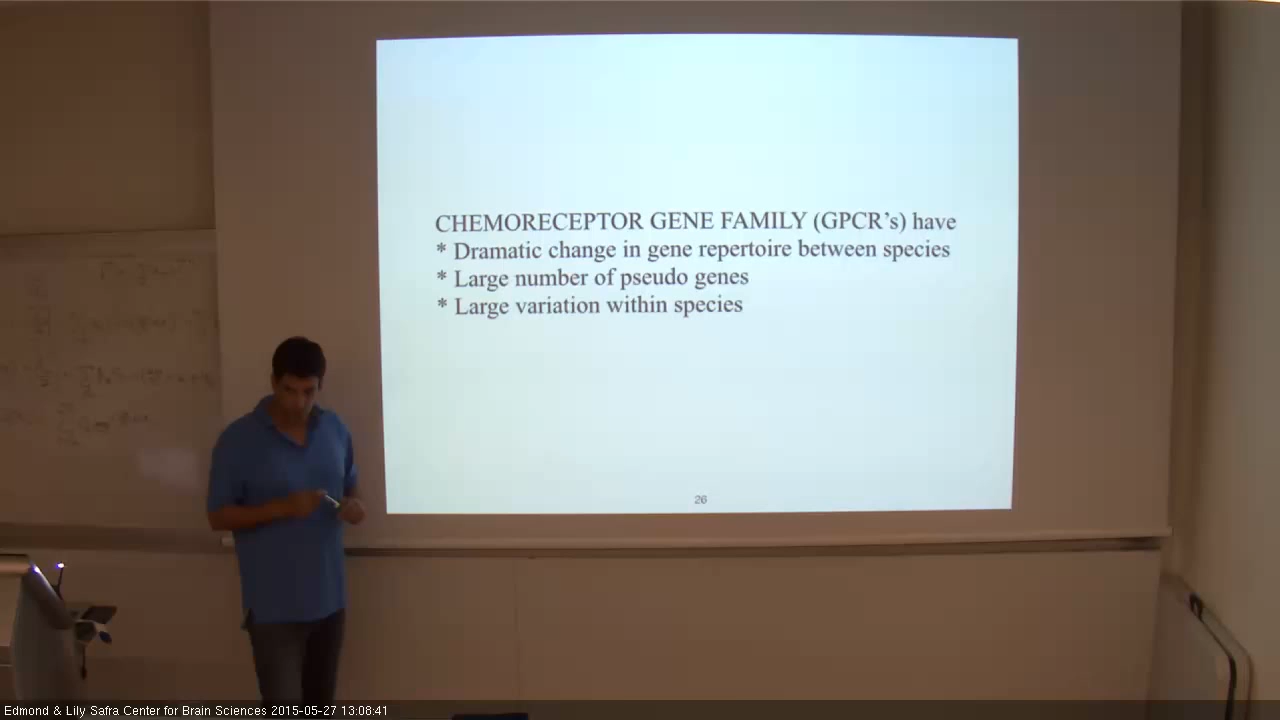 CHEMORECEPTOR GENE FAMILY (GPCR's) have
* Dramatic change in gene repertoire between species
* Large number of pseudo genes
* Large variation within species
26
Edmond & Lily Safra Center for Brain Sciences 2015-05-27 13:08:41